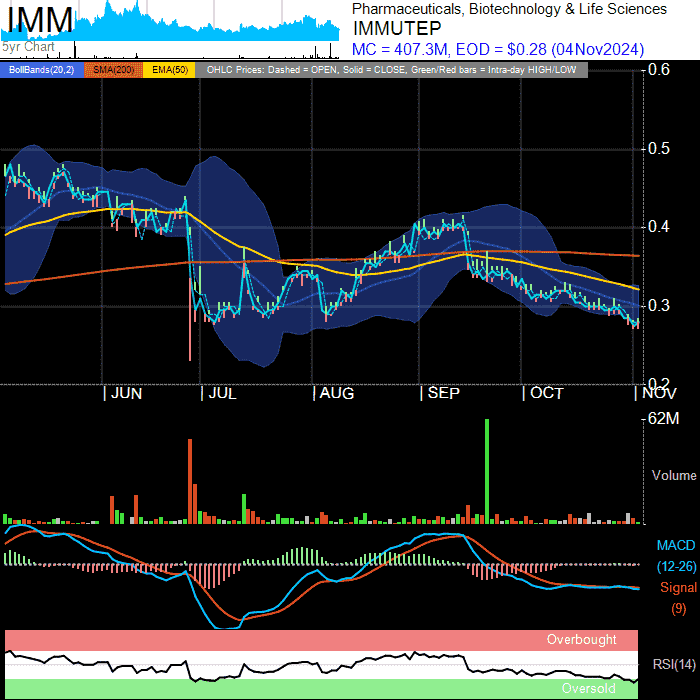 IMM
5yr Chart
Pharmaceuticals, Biotechnology & Life Sciences
IMMUTEP
MC = 407.3M, EOD = $0.28 (04Nov2024)
BollBands(20,2) SMA(200) EMA(50) OHLC Prices: Dashed = OPEN, Solid = CLOSE, Green/Red bars = Intra-day HIGH/LOW
0.6
0.5
0.4
0.3
0.2
JUN JUL AUG SEP OCT NOV
62M
Volume
MACD
(12-26)
Signal
(9)
Overbought
RSI(14)
Oversold